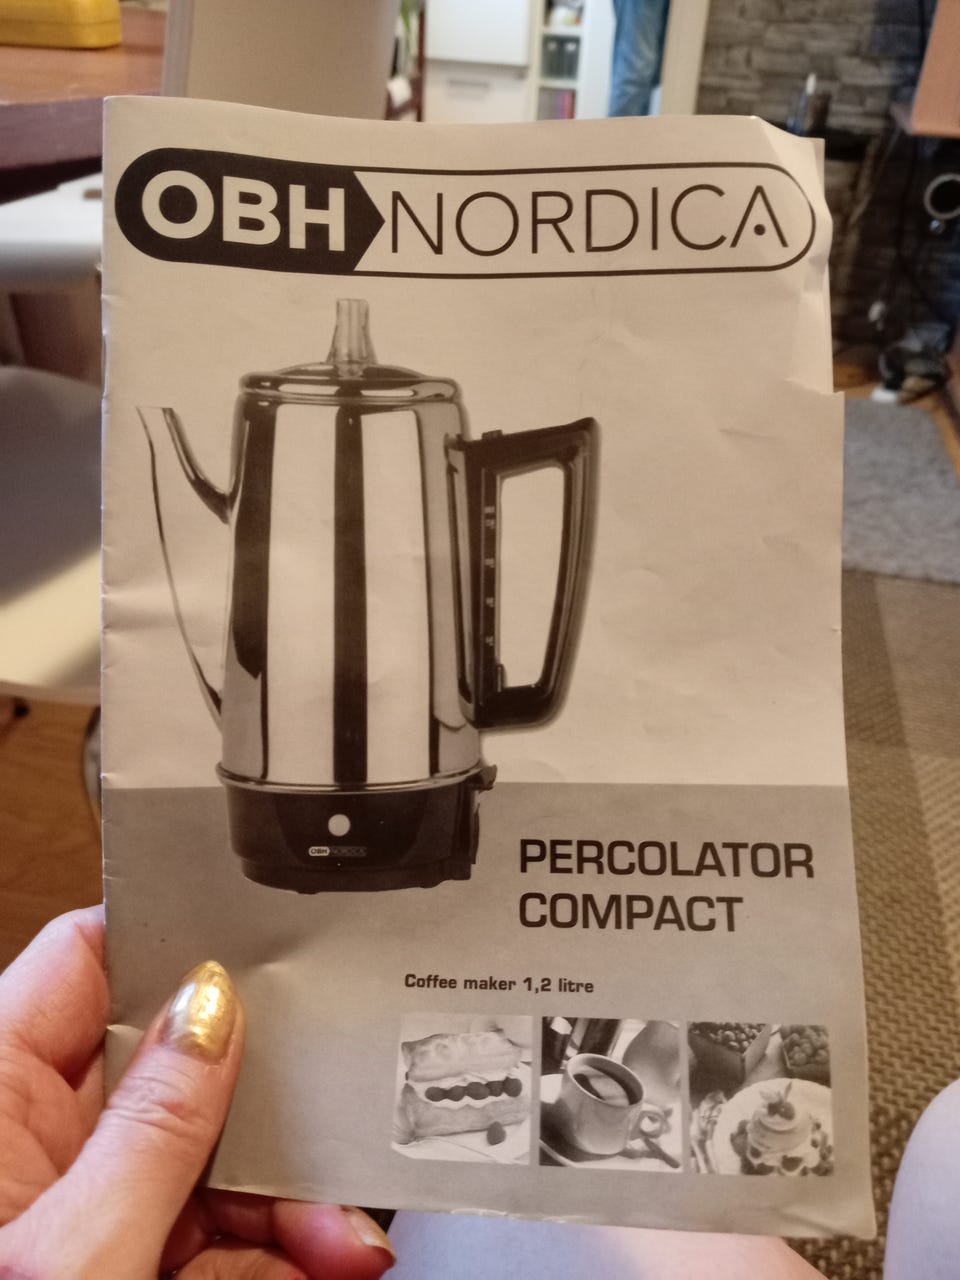 OBH NORDICA
OBH NORDICA
PERCOLATOR
COMPACT
Coffee maker 1,2 litre